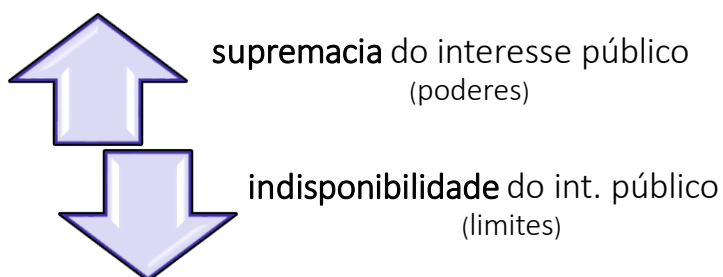 supremacia do interesse público
(poderes)
indisponibilidade do int. público
(limites)